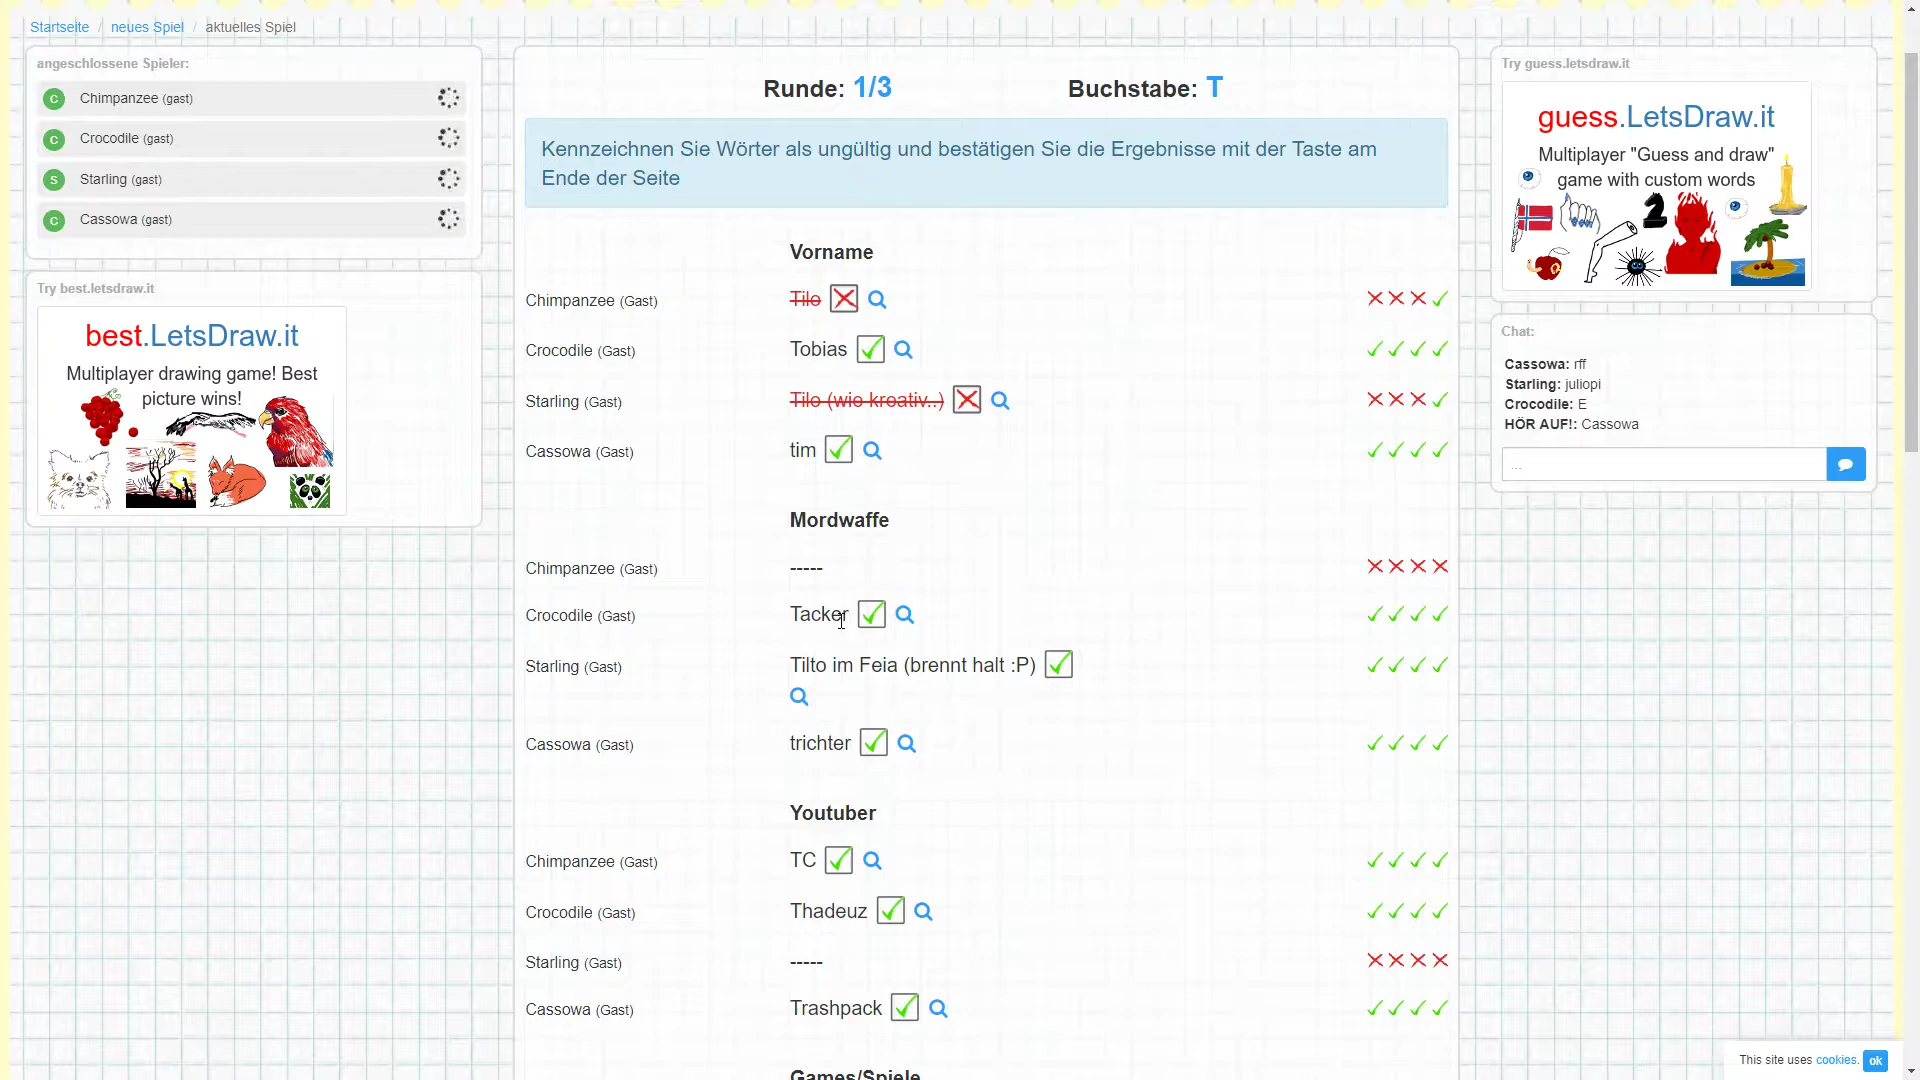 Startseite / neues Spiel / aktuelles Spiel
angeschlossene Spieler:
C Chimpanzee (gast)
C Crocodile (gast)
S Starling (gast)
C Cassowa (gast)
Try best.letsdraw.it
best.LetsDraw.it
Multiplayer drawing game! Best
picture wins!
Runde: 1/3
Buchstabe: T
Kennzeichnen Sie Wörter als ungültig und bestätigen Sie die Ergebnisse mit der Taste am
Ende der Seite
Vorname
Chimpanzee (Gast) Tilo
Crocodile (Gast) Tobias
Starling (Gast) Tilo (wie kreativ..)
Cassowa (Gast) tim
Mordwaffe
Chimpanzee (Gast) -----
Crocodile (Gast) Tacker
Starling (Gast) Tilto im Feia (brennt halt :P)
Cassowa (Gast) trichter
Youtuber
Chimpanzee (Gast) TC
Crocodile (Gast) Thadeuz
Starling (Gast) -----
Cassowa (Gast) Trashpack
Games/Spiele
Try guess.letsdraw.it
guess.LetsDraw.it
Multiplayer "Guess and draw"
game with custom words
Chat:
Cassowa: rff
Starling: juliopi
Crocodile: E
HÖR AUF!: Cassowa
...
This site uses cookies. ok